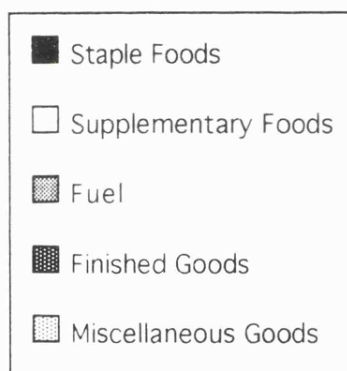 Staple Foods
Supplementary Foods
Fuel
Finished Goods
Miscellaneous Goods